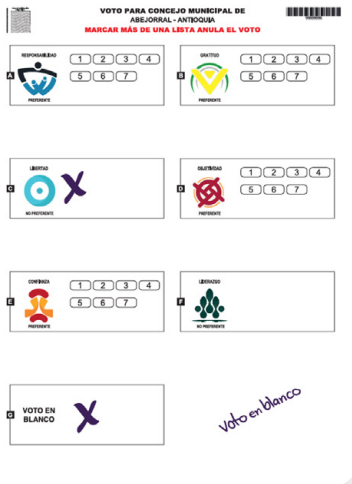 VOTO PARA CONCEJO MUNICIPAL DE
ABEJORRAL - ANTIOQUIA
MARCAR MÁS DE UNA LISTA ANULA EL VOTO
A
RESPONSABILIDAD
PREFERENTE
1 2 3 4
5 6 7
B
GRATITUD
PREFERENTE
1 2 3 4
5 6 7
C
LIBERTAD
NO PREFERENTE
X
D
OBJETIVIDAD
PREFERENTE
1 2 3 4
5 6 7
E
CONFIANZA
PREFERENTE
1 2 3 4
5 6 7
F
LIDERAZGO
NO PREFERENTE
G
VOTO EN
BLANCO
X
voto en blanco